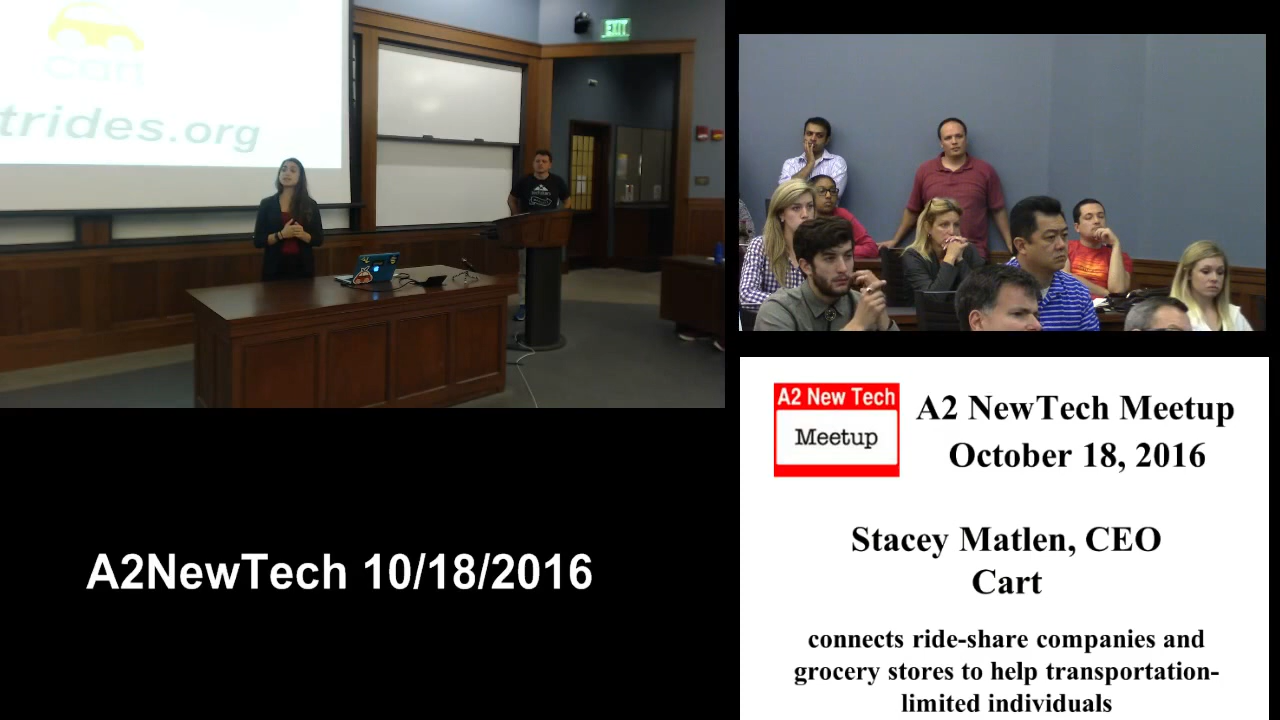 cart
trides.org
EXIT
A2 New Tech
Meetup
A2 NewTech Meetup
October 18, 2016
Stacey Matlen, CEO
Cart
connects ride-share companies and
grocery stores to help transportation-
limited individuals
A2NewTech 10/18/2016